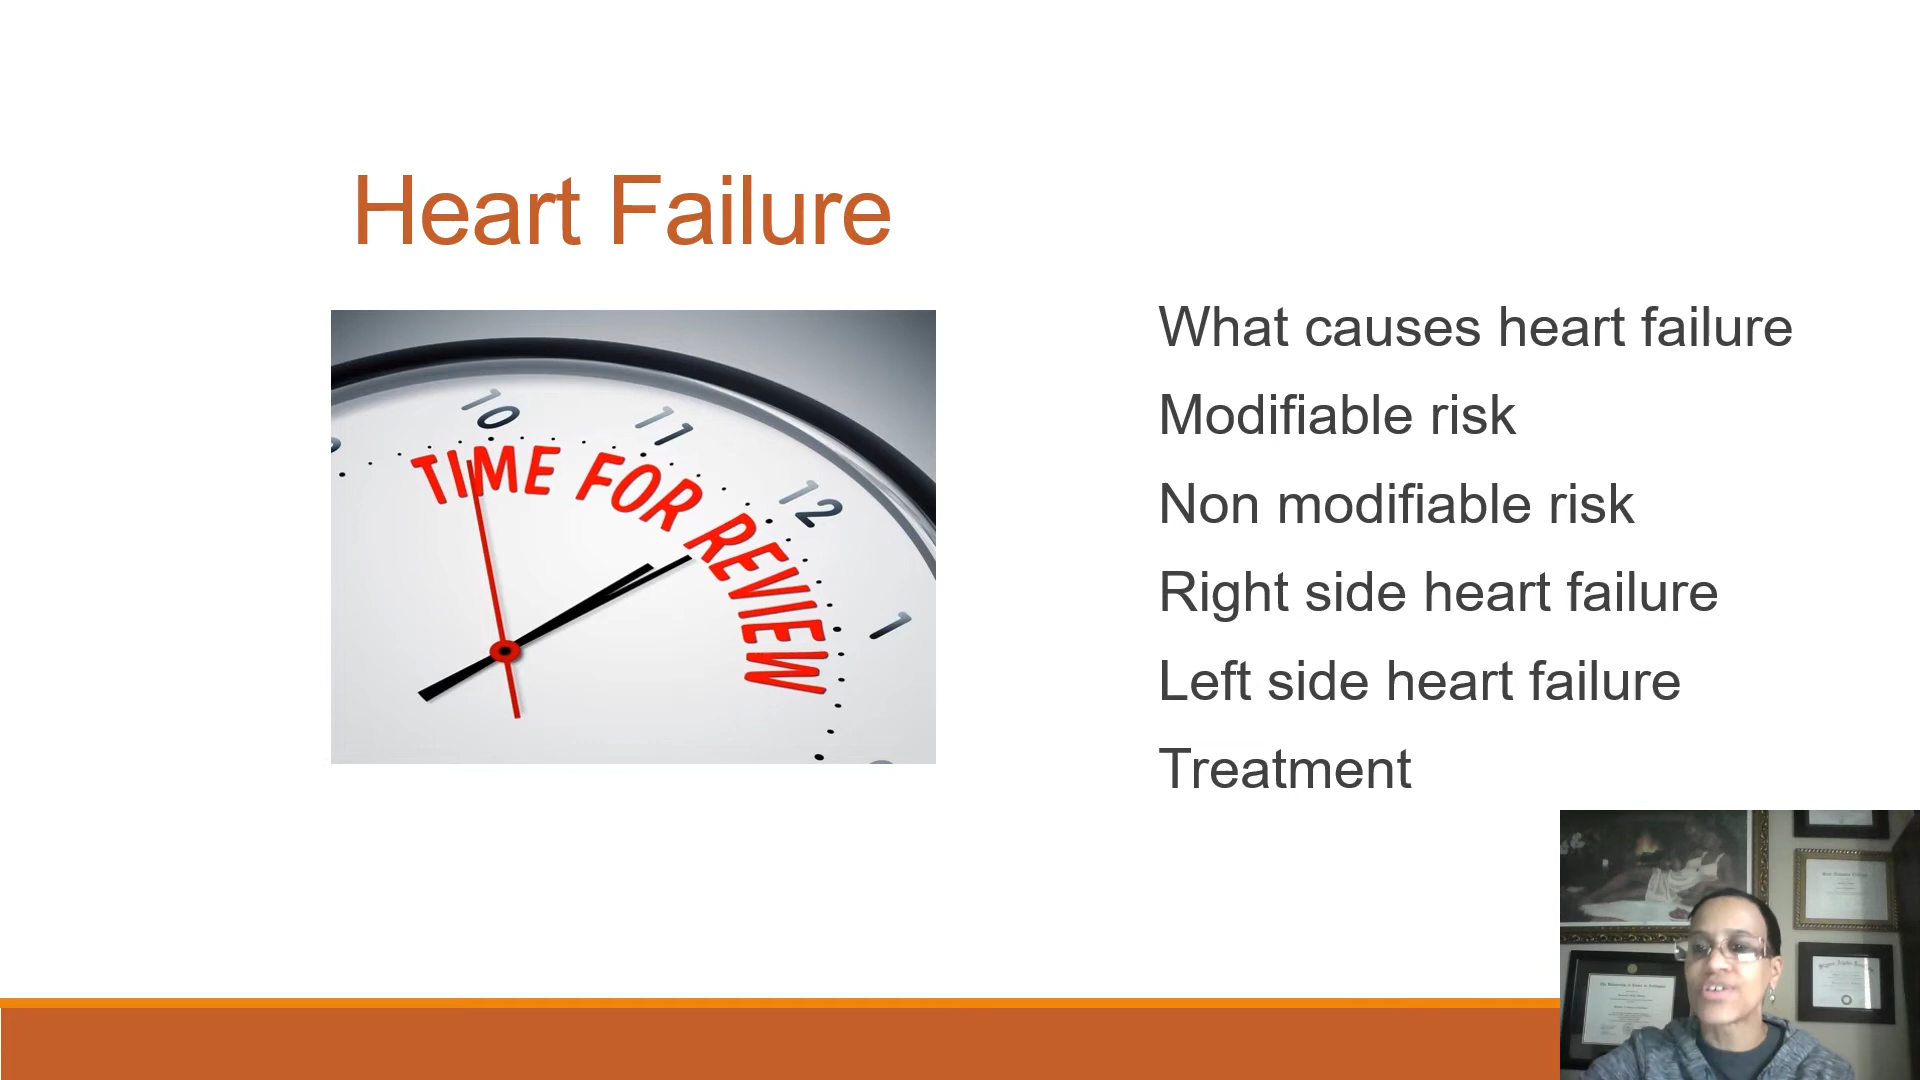 Heart Failure
10
11
12
1
TIME FOR REVIEW
What causes heart failure
Modifiable risk
Non modifiable risk
Right side heart failure
Left side heart failure
Treatment